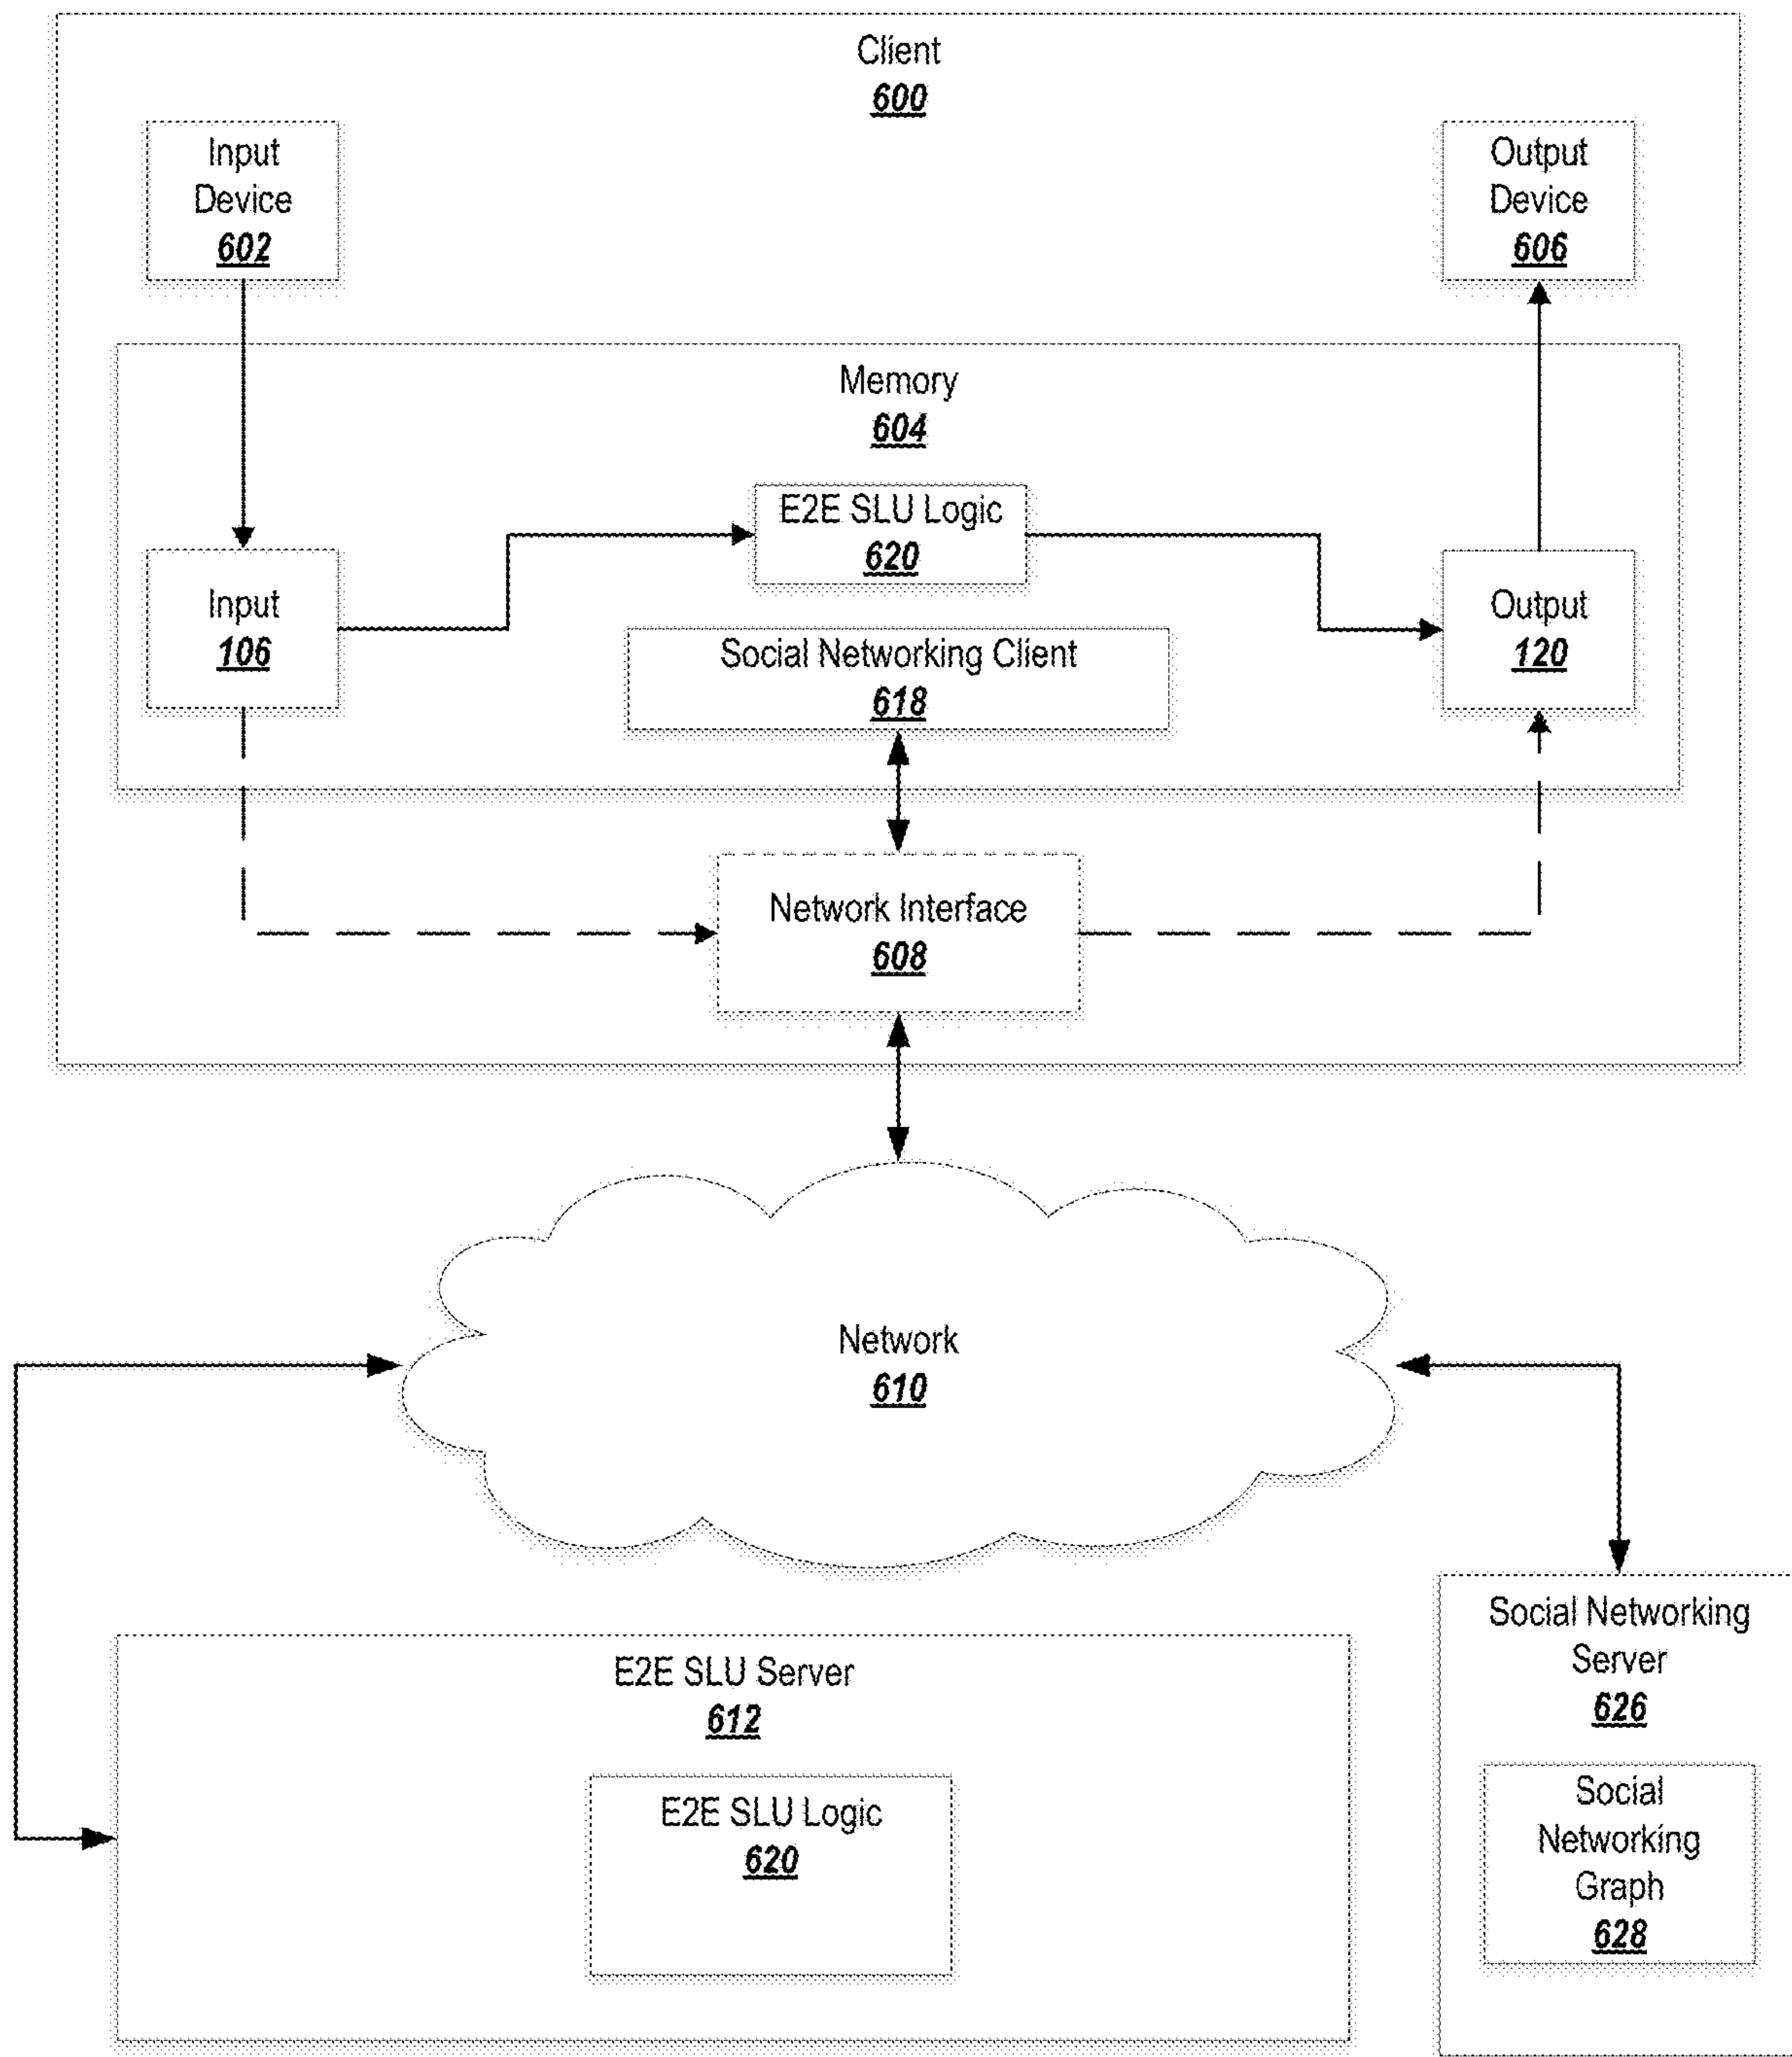 Client
600
Input
Device
602
Output
Device
606
Memory
604
E2E SLU Logic
620
Input
106
Output
120
Social Networking Client
618
Network Interface
608
Network
610
E2E SLU Server
612
E2E SLU Logic
620
Social Networking
Server
626
Social
Networking
Graph
628